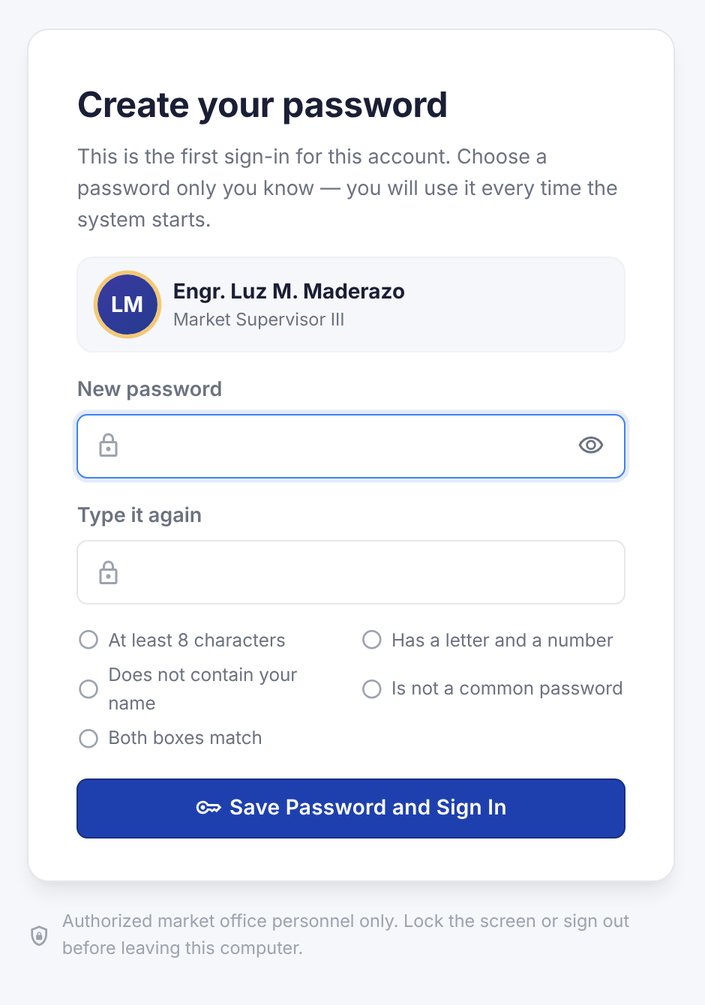 Create your password
This is the first sign-in for this account. Choose a
password only you know — you will use it every time the
system starts.
LM
Engr. Luz M. Maderazo
Market Supervisor III
New password
Type it again
At least 8 characters
Has a letter and a number
Does not contain your
name
Is not a common password
Both boxes match
Save Password and Sign In
Authorized market office personnel only. Lock the screen or sign out
before leaving this computer.